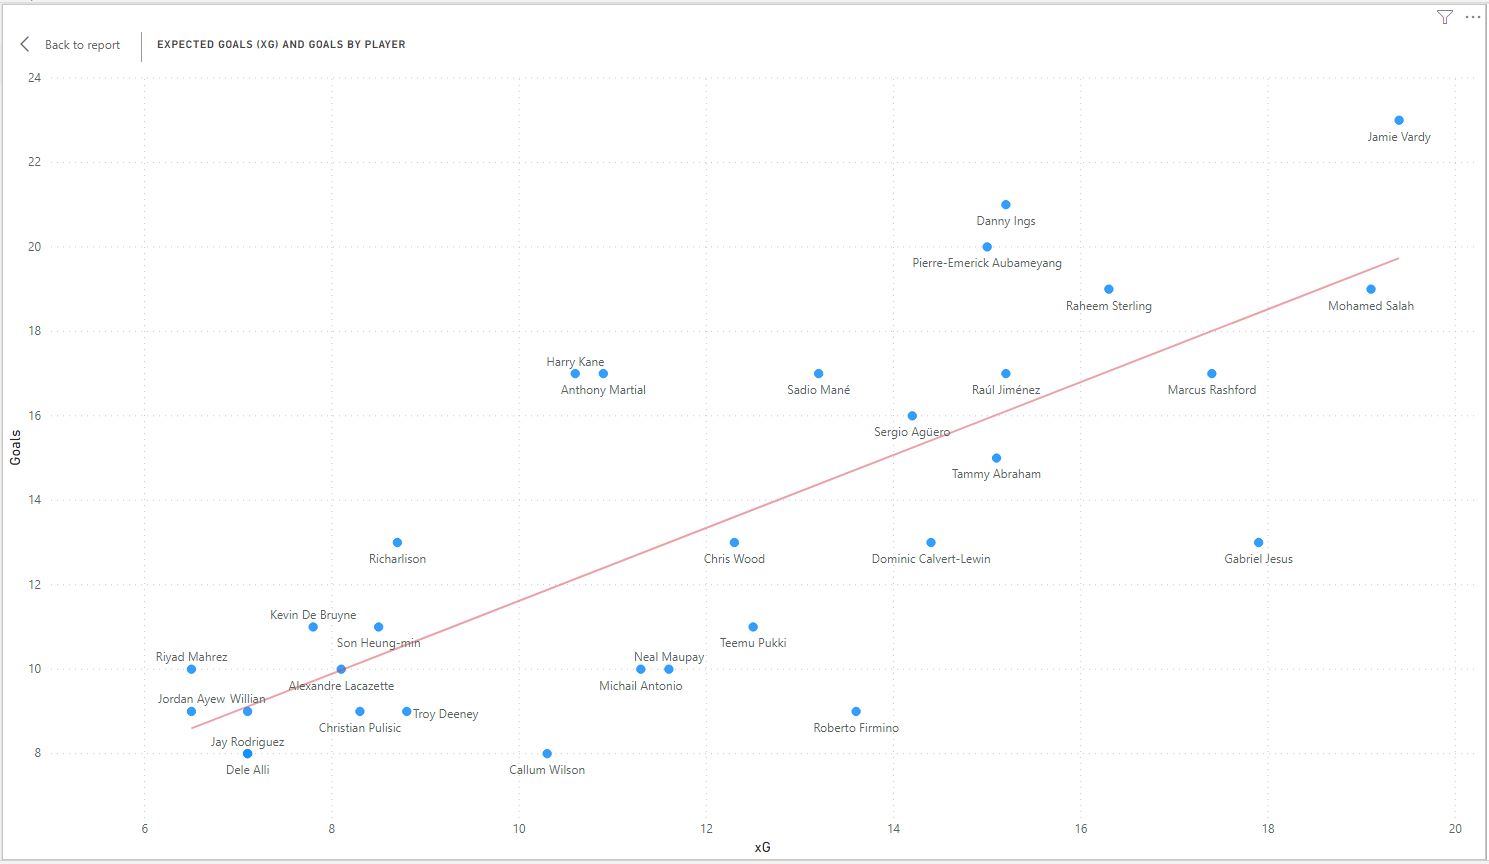 Back to report
EXPECTED GOALS (XG) AND GOALS BY PLAYER
24
Jamie Vardy
22
Danny Ings
20
Pierre-Emerick Aubameyang
Raheem Sterling
Mohamed Salah
18
Harry Kane
Anthony Martial
Sadio Mané
Raúl Jiménez
Marcus Rashford
16
Sergio Agüero
Goals
Tammy Abraham
14
Richarlison
Chris Wood
Dominic Calvert-Lewin
Gabriel Jesus
12
Kevin De Bruyne
Son Heung-min
Teemu Pukki
Riyad Mahrez
Neal Maupay
10
Alexandre Lacazette
Michail Antonio
Jordan Ayew
Willian
Troy Deeney
Christian Pulisic
Roberto Firmino
Jay Rodriguez
8
Dele Alli
Callum Wilson
6 8 10 12 14 16 18 20
xG